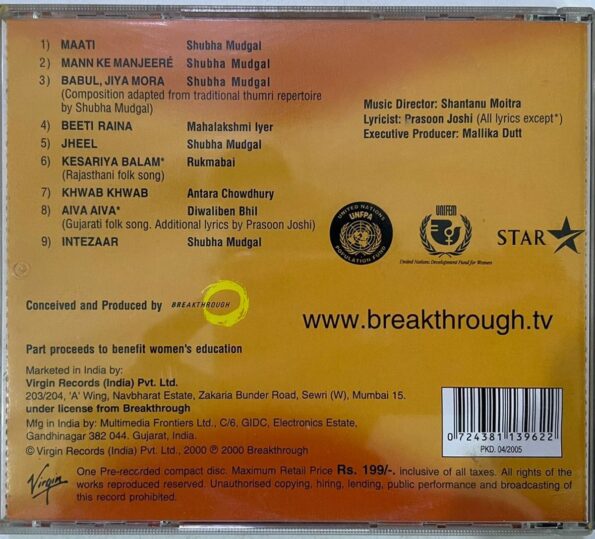 1) MAATI Shubha Mudgal
2) MANN KE MANJEERÉ Shubha Mudgal
3) BABUL, JIYA MORA Shubha Mudgal
(Composition adapted from traditional thumri repertoire
by Shubha Mudgal)
4) BEETI RAINA Mahalakshmi Iyer
5) JHEEL Shubha Mudgal
6) KESARIYA BALAM* Rukmabai
(Rajasthani folk song)
7) KHWAB KHWAB Antara Chowdhury
8) AIVA AIVA* Diwaliben Bhil
(Gujarati folk song. Additional lyrics by Prasoon Joshi)
9) INTEZAAR Shubha Mudgal
Music Director: Shantanu Moitra
Lyricist: Prasoon Joshi (All lyrics except*)
Executive Producer: Mallika Dutt
UNITED NATIONS
UNFPA
POPULATION FUND
UNIFEM
United Nations Development Fund for Women
STAR
Conceived and Produced by BREAKTHROUGH
www.breakthrough.tv
Part proceeds to benefit women's education
Marketed in India by:
Virgin Records (India) Pvt. Ltd.
203/204, 'A' Wing, Navbharat Estate, Zakaria Bunder Road, Sewri (W), Mumbai 15.
under license from Breakthrough
Mfg in India by: Multimedia Frontiers Ltd., C/6, GIDC, Electronics Estate,
Gandhinagar 382 044. Gujarat, India.
© Virgin Records (India) Pvt. Ltd., 2000 ℗ 2000 Breakthrough
0 724381 139622
PKD. 04/2005
Virgin
One Pre-recorded compact disc. Maximum Retail Price Rs. 199/-. inclusive of all taxes. All rights of the
works reproduced reserved. Unauthorised copying, hiring, lending, public performance and broadcasting of
this record prohibited.